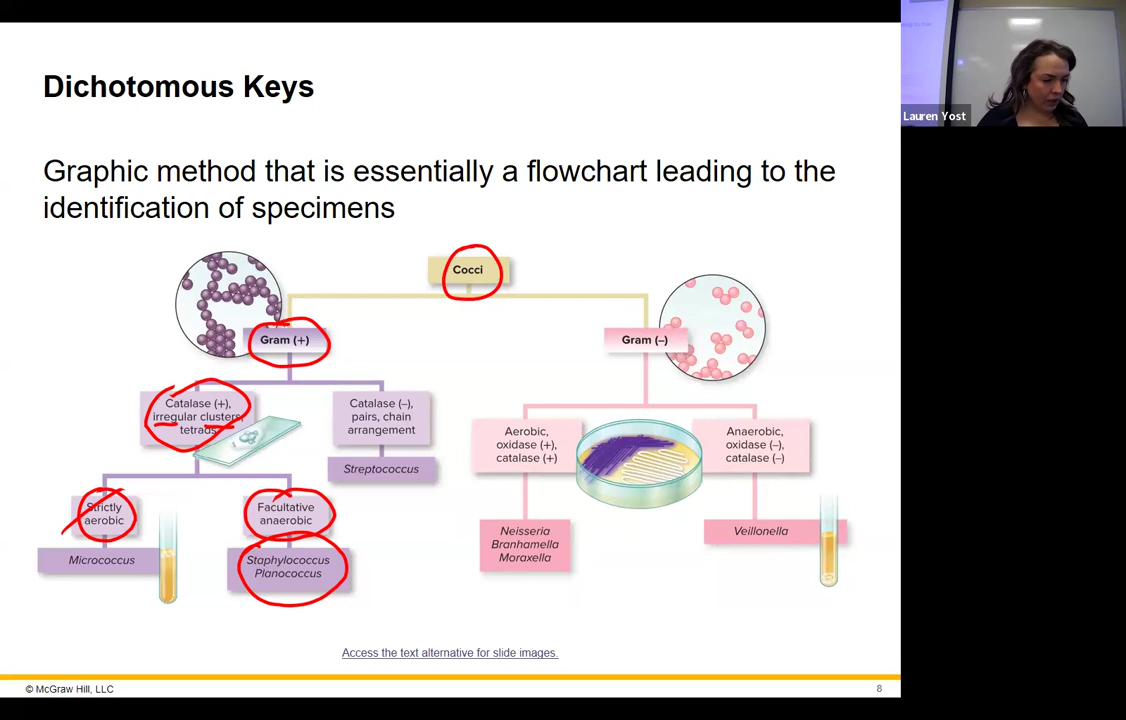 Dichotomous Keys
Graphic method that is essentially a flowchart leading to the
identification of specimens
Cocci
Gram (+)
Gram (–)
Catalase (+),
irregular clusters,
tetrads
Catalase (–),
pairs, chain
arrangement
Streptococcus
Aerobic,
oxidase (+),
catalase (+)
Anaerobic,
oxidase (–),
catalase (–)
Strictly
aerobic
Facultative
anaerobic
Micrococcus
Staphylococcus
Planococcus
Neisseria
Branhamella
Moraxella
Veillonella
Access the text alternative for slide images.
© McGraw Hill, LLC
8
Lauren Yost